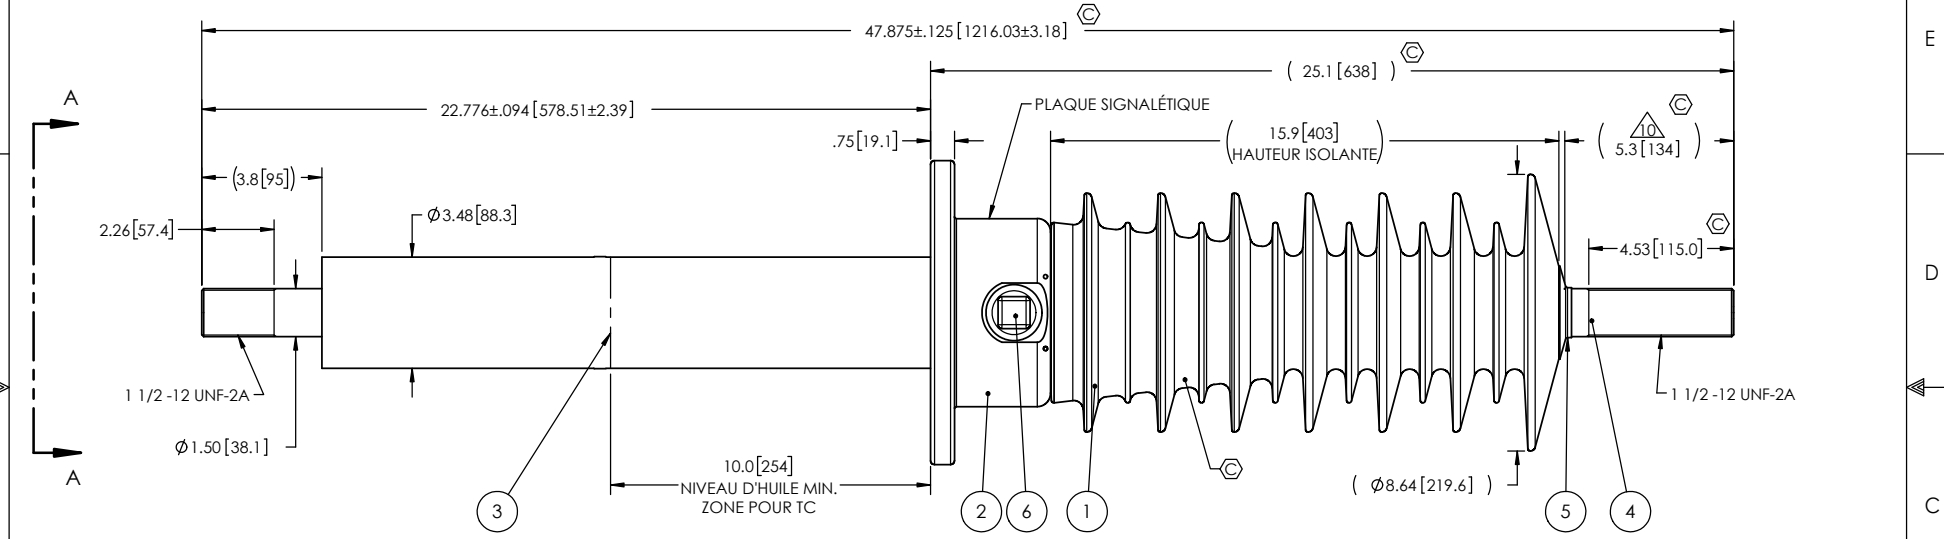 C
47.875±.125[1216.03±3.18]
E
C
( 25.1[638] )
A
22.776±.094[578.51±2.39]
PLAQUE SIGNALÉTIQUE
C
.75[19.1]
(15.9[403]
HAUTEUR ISOLANTE)
10
( 5.3[134] )
(3.8[95])
Ø3.48[88.3]
2.26[57.4]
C
4.53[115.0]
D
1 1/2 -12 UNF-2A
1 1/2 -12 UNF-2A
Ø1.50[38.1]
A
10.0[254]
NIVEAU D'HUILE MIN.
ZONE POUR TC
C
( Ø8.64[219.6] )
3
2
6
1
5
4
C